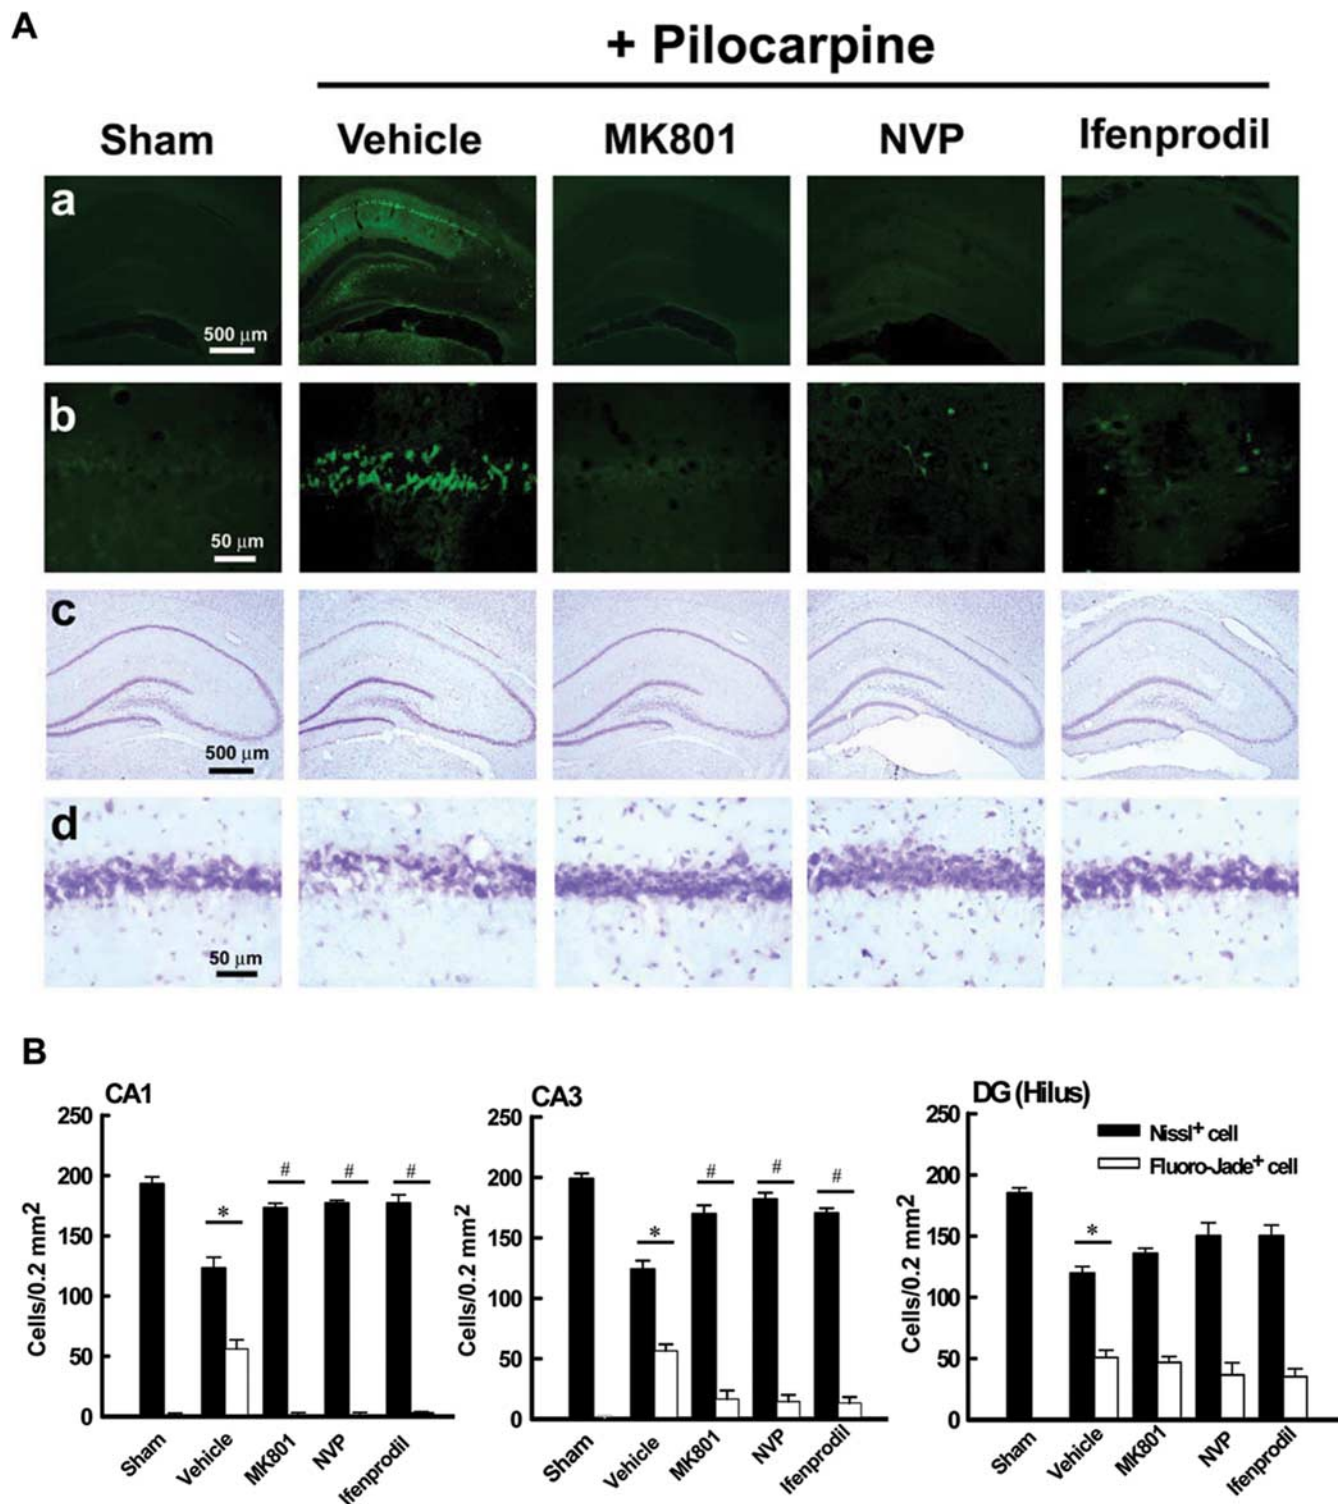 A
+ Pilocarpine
Sham Vehicle MK801 NVP Ifenprodil
a
500 μm
b
50 μm
c
500 μm
d
50 μm
B
CA1
250
200
150
100
50
0
Cells/0.2 mm²
*
#
#
#
Sham
Vehicle
MK801
NVP
Ifenprodil
CA3
250
200
150
100
50
0
Cells/0.2 mm²
*
#
#
#
Sham
Vehicle
MK801
NVP
Ifenprodil
DG (Hilus)
250
200
150
100
50
0
Cells/0.2 mm²
Nissl⁺ cell
Fluoro-Jade⁺ cell
*
Sham
Vehicle
MK801
NVP
Ifenprodil